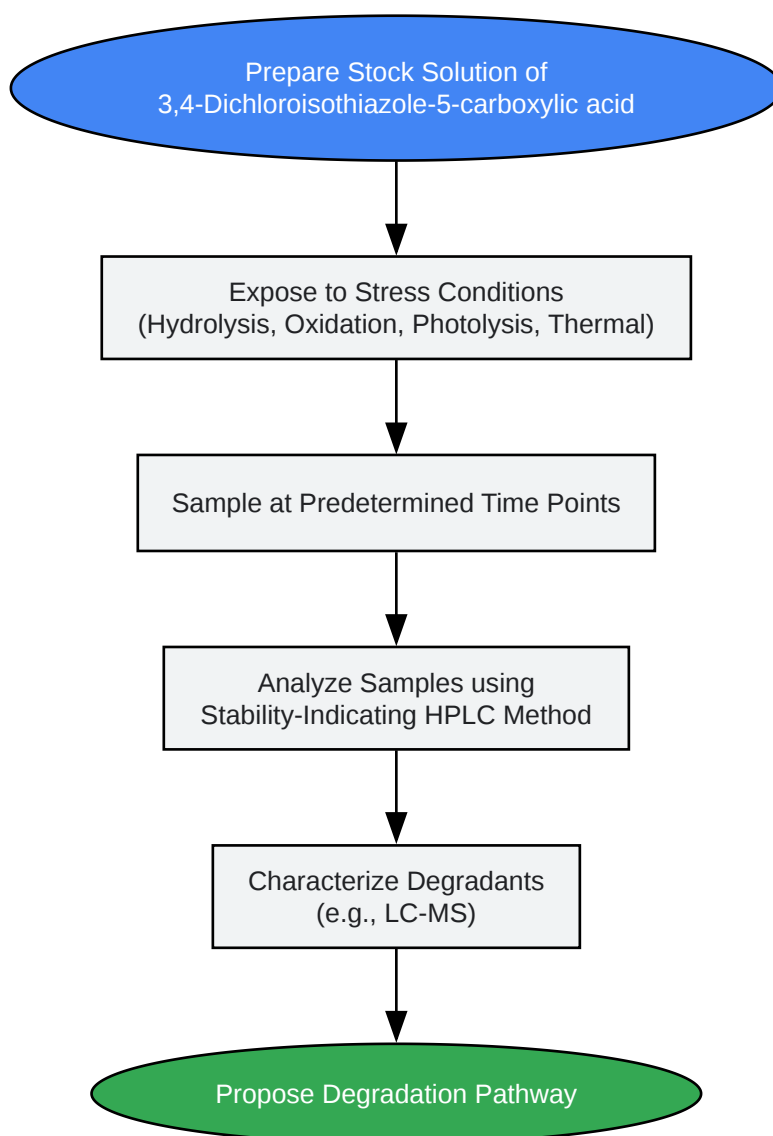 Prepare Stock Solution of
3,4-Dichloroisothiazole-5-carboxylic acid
Expose to Stress Conditions
(Hydrolysis, Oxidation, Photolysis, Thermal)
Sample at Predetermined Time Points
Analyze Samples using
Stability-Indicating HPLC Method
Characterize Degradants
(e.g., LC-MS)
Propose Degradation Pathway